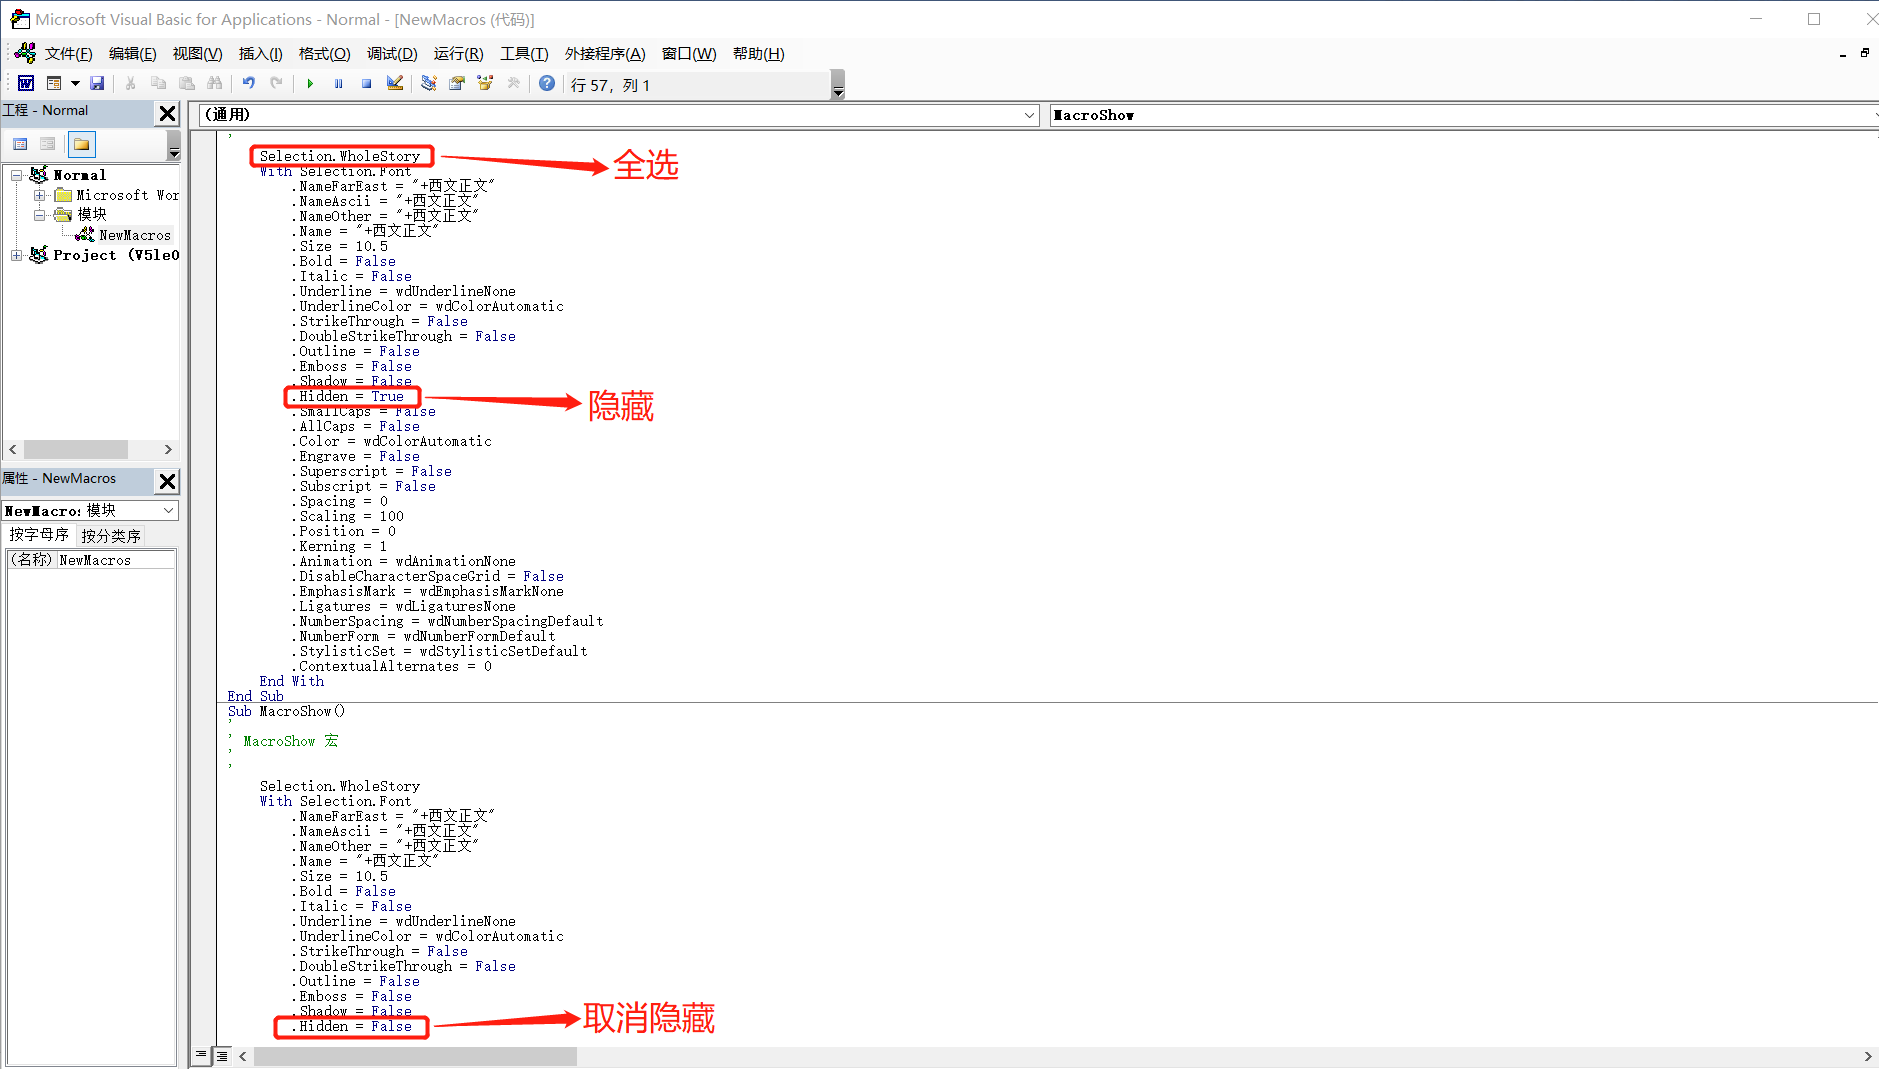 Microsoft Visual Basic for Applications - Normal - [NewMacros (代码)]
文件(F) 编辑(E) 视图(V) 插入(I) 格式(O) 调试(D) 运行(R) 工具(T) 外接程序(A) 窗口(W) 帮助(H)
行 57, 列 1
工程 - Normal
Normal
Microsoft Wor
模块
NewMacros
Project (V5le0
属性 - NewMacros
NewMacros 模块
按字母序 按分类序
(名称) NewMacros
(通用) MacroShow
'
Selection.WholeStory
全选
With Selection.Font
.NameFarEast = "+西文正文"
.NameAscii = "+西文正文"
.NameOther = "+西文正文"
.Name = "+西文正文"
.Size = 10.5
.Bold = False
.Italic = False
.Underline = wdUnderlineNone
.UnderlineColor = wdColorAutomatic
.StrikeThrough = False
.DoubleStrikeThrough = False
.Outline = False
.Emboss = False
.Shadow = False
.Hidden = True
隐藏
.SmallCaps = False
.AllCaps = False
.Color = wdColorAutomatic
.Engrave = False
.Superscript = False
.Subscript = False
.Spacing = 0
.Scaling = 100
.Position = 0
.Kerning = 1
.Animation = wdAnimationNone
.DisableCharacterSpaceGrid = False
.EmphasisMark = wdEmphasisMarkNone
.Ligatures = wdLigaturesNone
.NumberSpacing = wdNumberSpacingDefault
.NumberForm = wdNumberFormDefault
.StylisticSet = wdStylisticSetDefault
.ContextualAlternates = 0
End With
End Sub
Sub MacroShow()
'
' MacroShow 宏
'
'
Selection.WholeStory
With Selection.Font
.NameFarEast = "+西文正文"
.NameAscii = "+西文正文"
.NameOther = "+西文正文"
.Name = "+西文正文"
.Size = 10.5
.Bold = False
.Italic = False
.Underline = wdUnderlineNone
.UnderlineColor = wdColorAutomatic
.StrikeThrough = False
.DoubleStrikeThrough = False
.Outline = False
.Emboss = False
.Shadow = False
.Hidden = False
取消隐藏